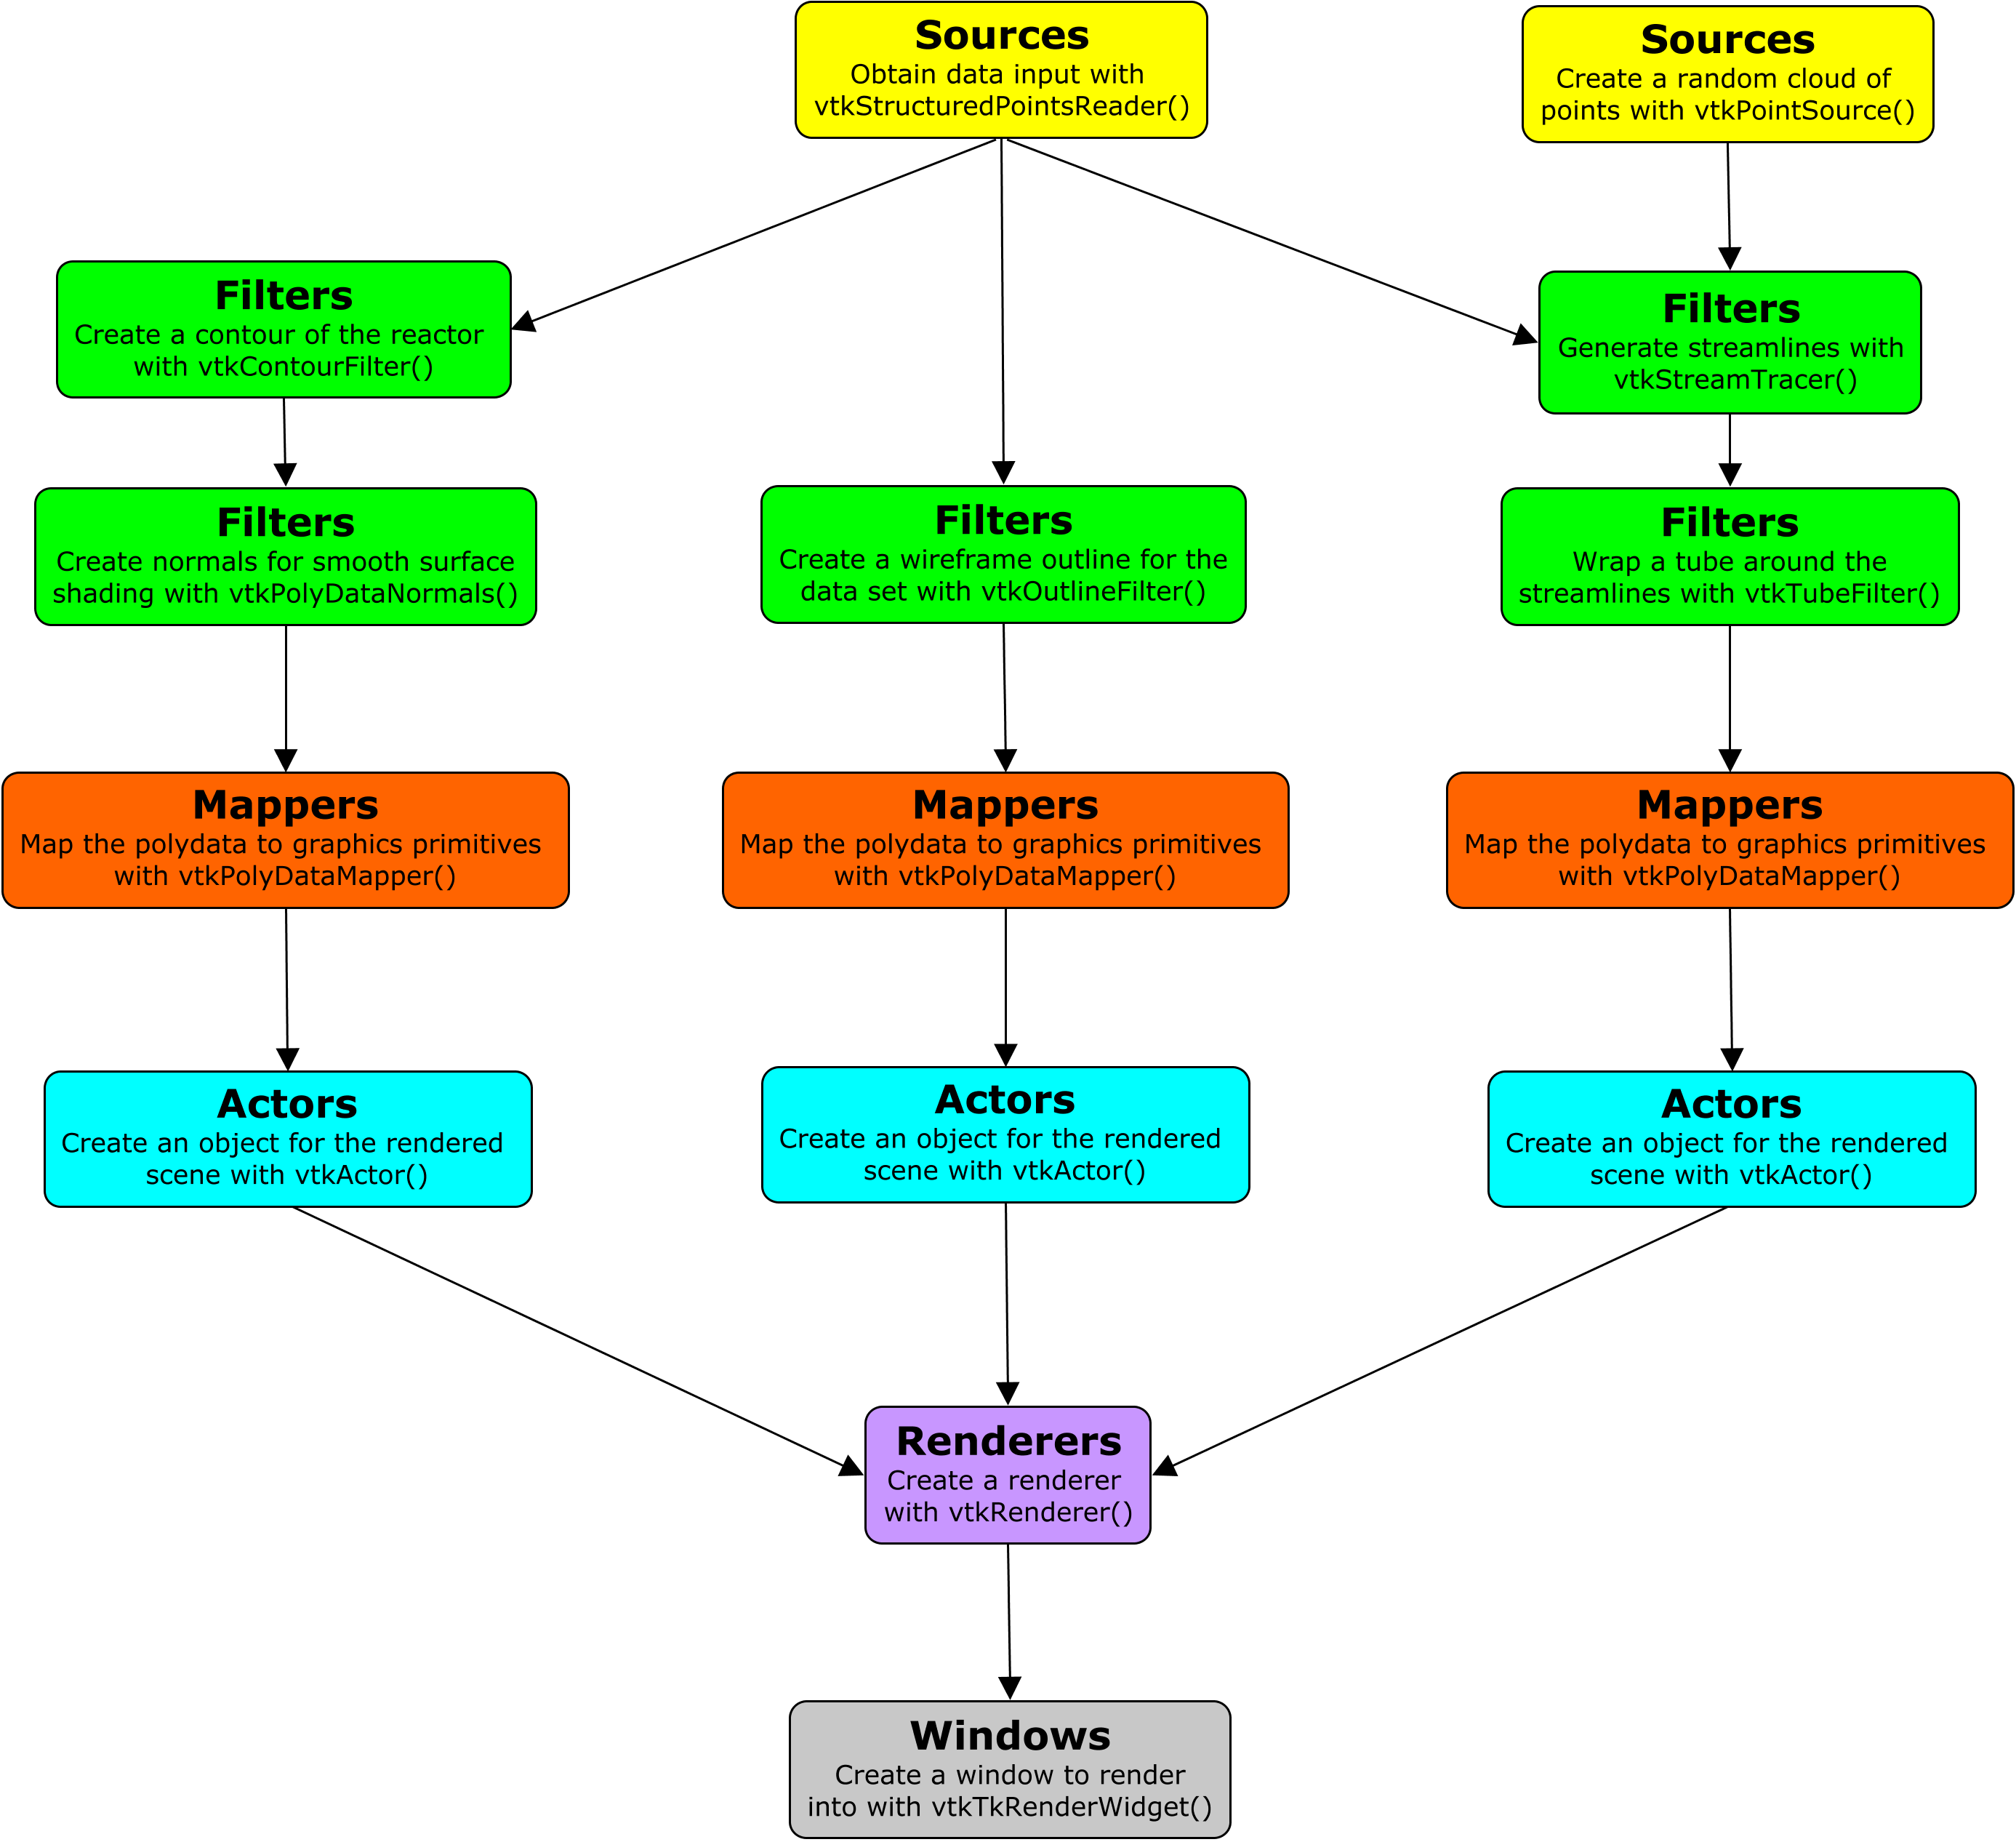 Sources
Obtain data input with
vtkStructuredPointsReader()
Sources
Create a random cloud of
points with vtkPointSource()
Filters
Create a contour of the reactor
with vtkContourFilter()
Filters
Generate streamlines with
vtkStreamTracer()
Filters
Create normals for smooth surface
shading with vtkPolyDataNormals()
Filters
Create a wireframe outline for the
data set with vtkOutlineFilter()
Filters
Wrap a tube around the
streamlines with vtkTubeFilter()
Mappers
Map the polydata to graphics primitives
with vtkPolyDataMapper()
Mappers
Map the polydata to graphics primitives
with vtkPolyDataMapper()
Mappers
Map the polydata to graphics primitives
with vtkPolyDataMapper()
Actors
Create an object for the rendered
scene with vtkActor()
Actors
Create an object for the rendered
scene with vtkActor()
Actors
Create an object for the rendered
scene with vtkActor()
Renderers
Create a renderer
with vtkRenderer()
Windows
Create a window to render
into with vtkTkRenderWidget()